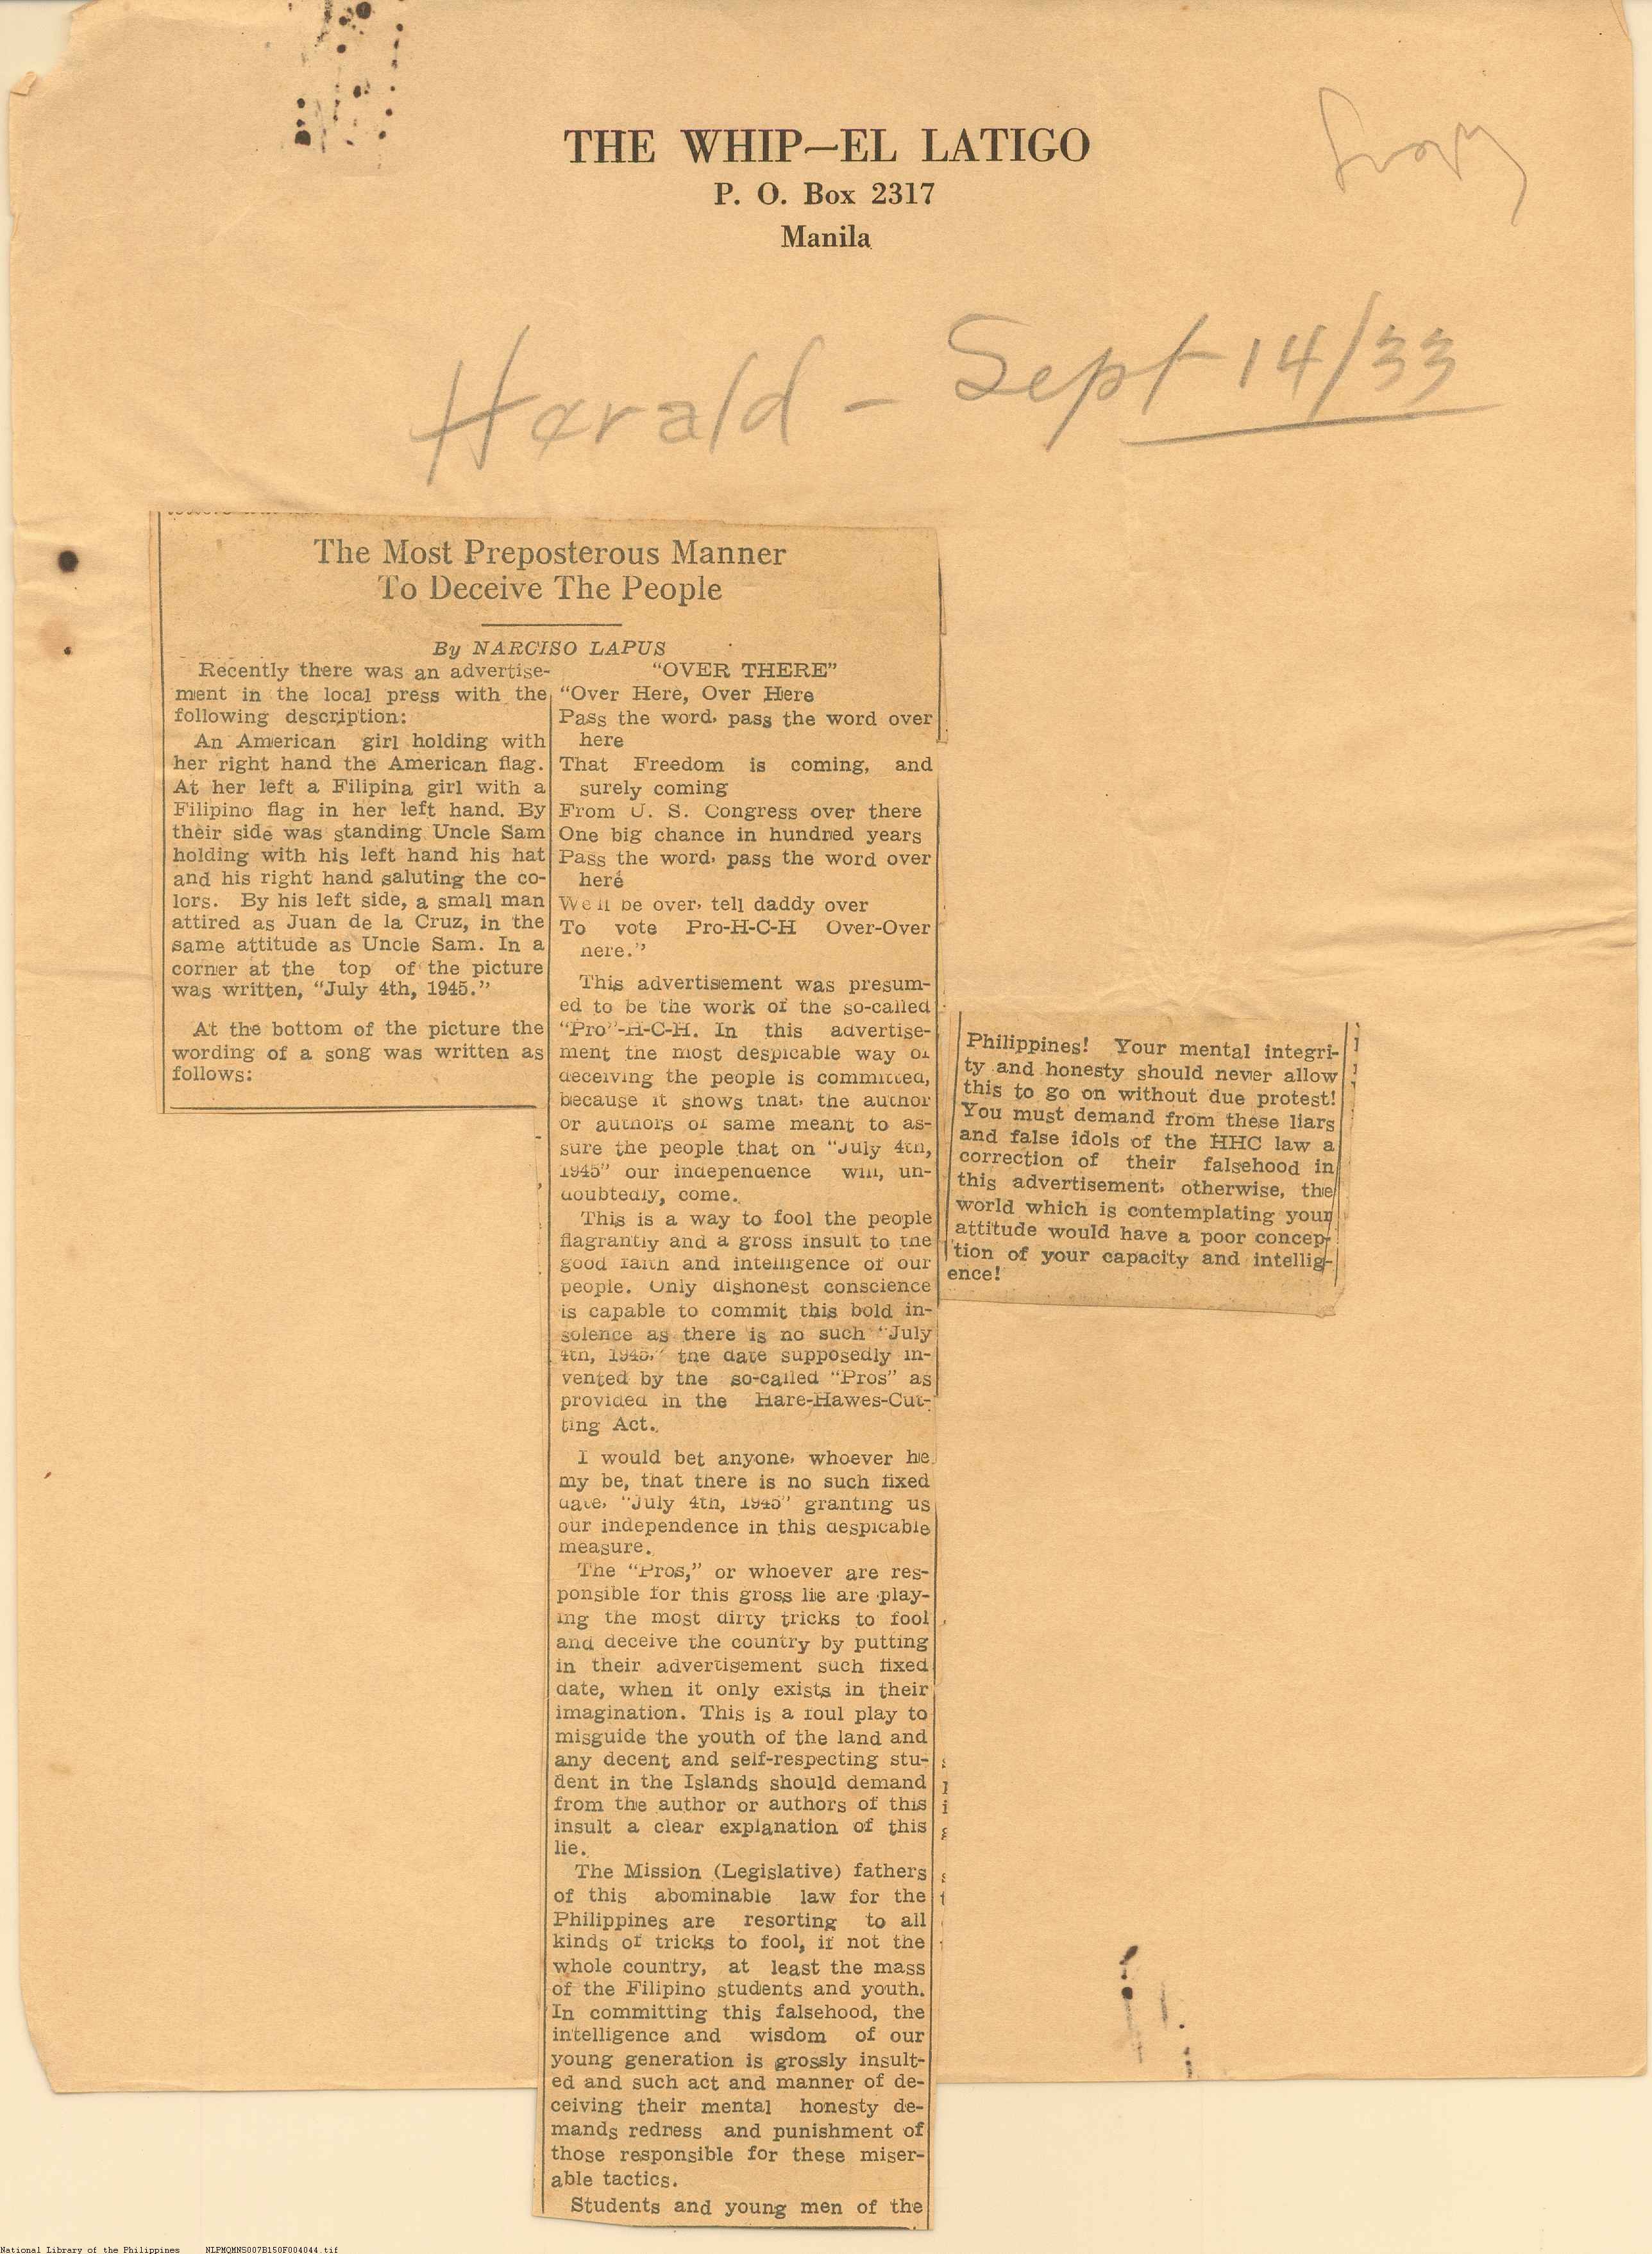 THE WHIP—EL LATIGO
P. O. Box 2317
Manila
Herald - Sept 14/33
The Most Preposterous Manner
To Deceive The People
By NARCISO LAPUS
Recently there was an advertise-
ment in the local press with the
following description:
An American girl holding with
her right hand the American flag.
At her left a Filipina girl with a
Filipino flag in her left hand. By
their side was standing Uncle Sam
holding with his left hand his hat
and his right hand saluting the co-
lors. By his left side, a small man
attired as Juan de la Cruz, in the
same attitude as Uncle Sam. In a
corner at the top of the picture
was written, “July 4th, 1945.”
At the bottom of the picture the
wording of a song was written as
follows:
“OVER THERE”
“Over Here, Over Here
Pass the word, pass the word over
here
That Freedom is coming, and
surely coming
From U. S. Congress over there
One big chance in hundred years
Pass the word, pass the word over
here
We'll be over, tell daddy over
To vote Pro-H-C-H Over-Over
here.”
This advertisement was presum-
ed to be the work of the so-called
“Pro”-H-C-H. In this advertise-
ment the most despicable way of
deceiving the people is committed,
because it shows that, the author
or authors of same meant to as-
sure the people that on “July 4th,
1945” our independence will, un-
doubtedly, come.
This is a way to fool the people
flagrantly and a gross insult to the
good faith and intelligence of our
people. Only dishonest conscience
is capable to commit this bold in-
solence as there is no such “July
4th, 1945,” the date supposedly in-
vented by the so-called “Pros” as
provided in the Hare-Hawes-Cut-
ting Act.
I would bet anyone, whoever he
my be, that there is no such fixed
date, “July 4th, 1945” granting us
our independence in this despicable
measure.
The “Pros,” or whoever are res-
ponsible for this gross lie are play-
ing the most dirty tricks to fool
and deceive the country by putting
in their advertisement such fixed
date, when it only exists in their
imagination. This is a foul play to
misguide the youth of the land and
any decent and self-respecting stu-
dent in the Islands should demand
from the author or authors of this
insult a clear explanation of this
lie.
The Mission (Legislative) fathers
of this abominable law for the
Philippines are resorting to all
kinds of tricks to fool, if not the
whole country, at least the mass
of the Filipino students and youth.
In committing this falsehood, the
intelligence and wisdom of our
young generation is grossly insult-
ed and such act and manner of de-
ceiving their mental honesty de-
mands redness and punishment of
those responsible for these miser-
able tactics.
Students and young men of the
Philippines! Your mental integri-
ty and honesty should never allow
this to go on without due protest!
You must demand from these liars
and false idols of the HHC law a
correction of their falsehood in
this advertisement, otherwise, the
world which is contemplating your
attitude would have a poor concep-
tion of your capacity and intellig-
ence!
National Library of the Philippines NLPMQMNS007B150F004044.tif